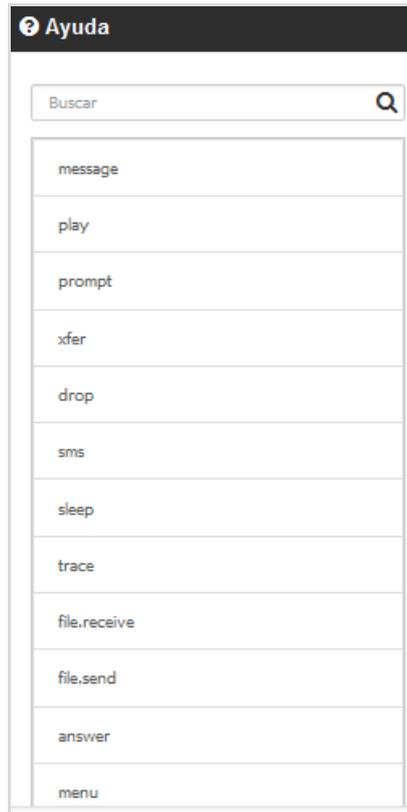 Ayuda
Buscar
message
play
prompt
xfer
drop
sms
sleep
trace
file.receive
file.send
answer
menu